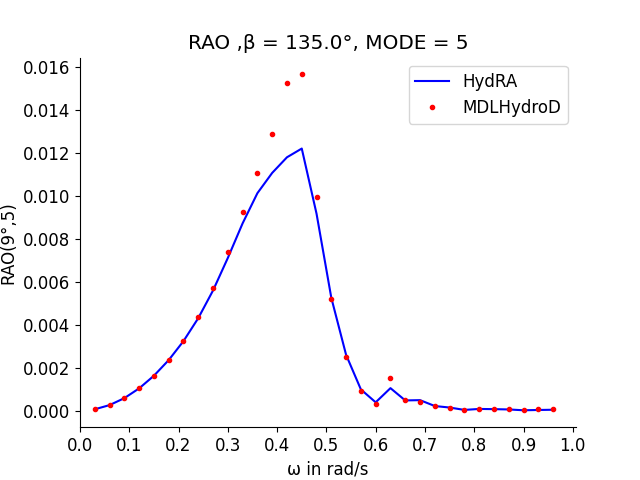 RAO ,β = 135.0°, MODE = 5
HydRA
MDLHydroD
RAO(9°,5)
0.016
0.014
0.012
0.010
0.008
0.006
0.004
0.002
0.000
0.0 0.1 0.2 0.3 0.4 0.5 0.6 0.7 0.8 0.9 1.0
ω in rad/s